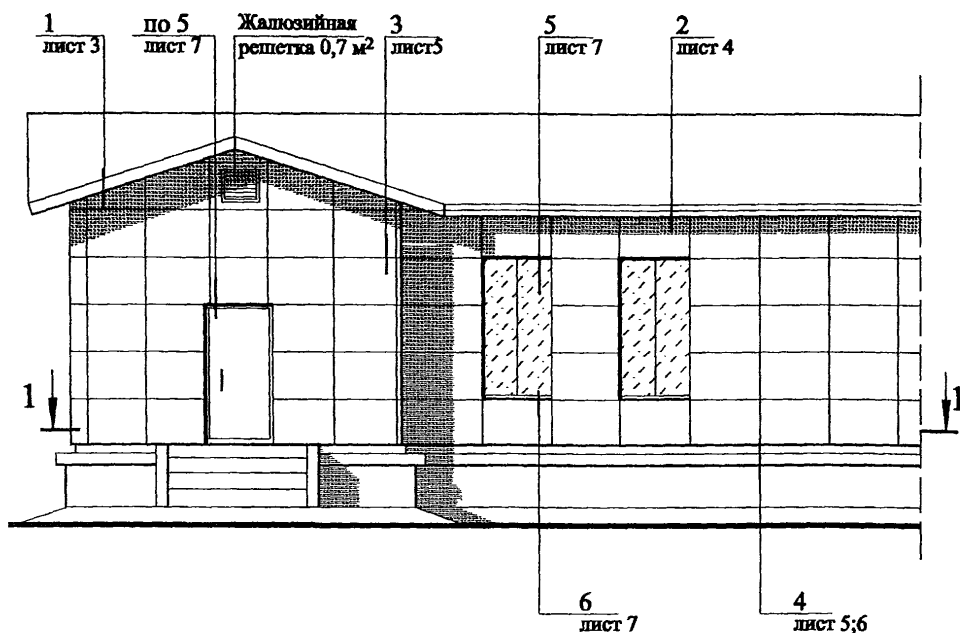 1
лист 3
по 5
лист 7
Жалюзийная
решетка 0,7 м²
3
лист5
5
лист 7
2
лист 4
1
1
6
лист 7
4
лист 5;6